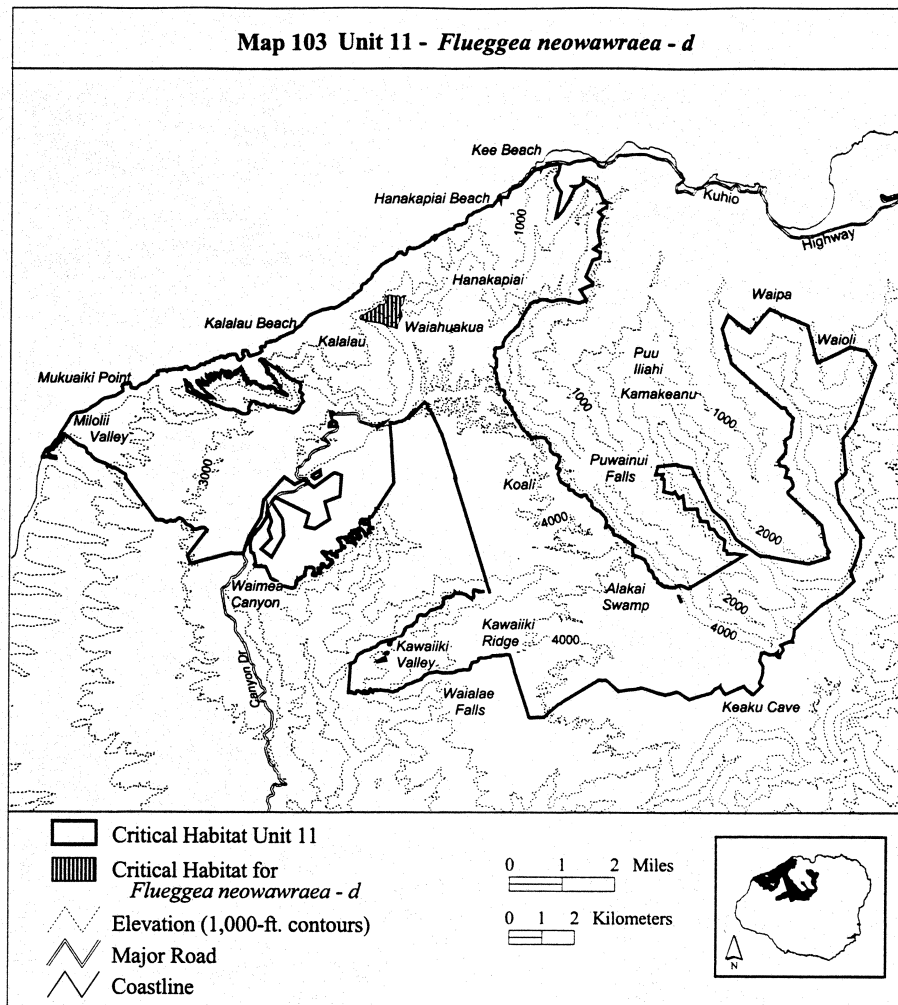 Map 103 Unit 11 - Flueggea neowawraea - d
Kee Beach
Hanakapiai Beach
1000
Kuhio
Highway
Hanakapiai
Waipa
Kalalau Beach
Waiahuakua
Waioli
Kalalau
Puu
Iliahi
Mukuaiki Point
Kamakeanu
1000
1000
Milolii
Valley
3000
Puwainui
Falls
Koali
4000
2000
Waimea
Canyon
Alakai
Swamp
2000
4000
Kawaiiki
Ridge
4000
Kawaiiki
Valley
Canyon Dr
Waialae
Falls
Keaku Cave
Critical Habitat Unit 11
Critical Habitat for
Flueggea neowawraea - d
Elevation (1,000-ft. contours)
Major Road
Coastline
0 1 2 Miles
0 1 2 Kilometers
N